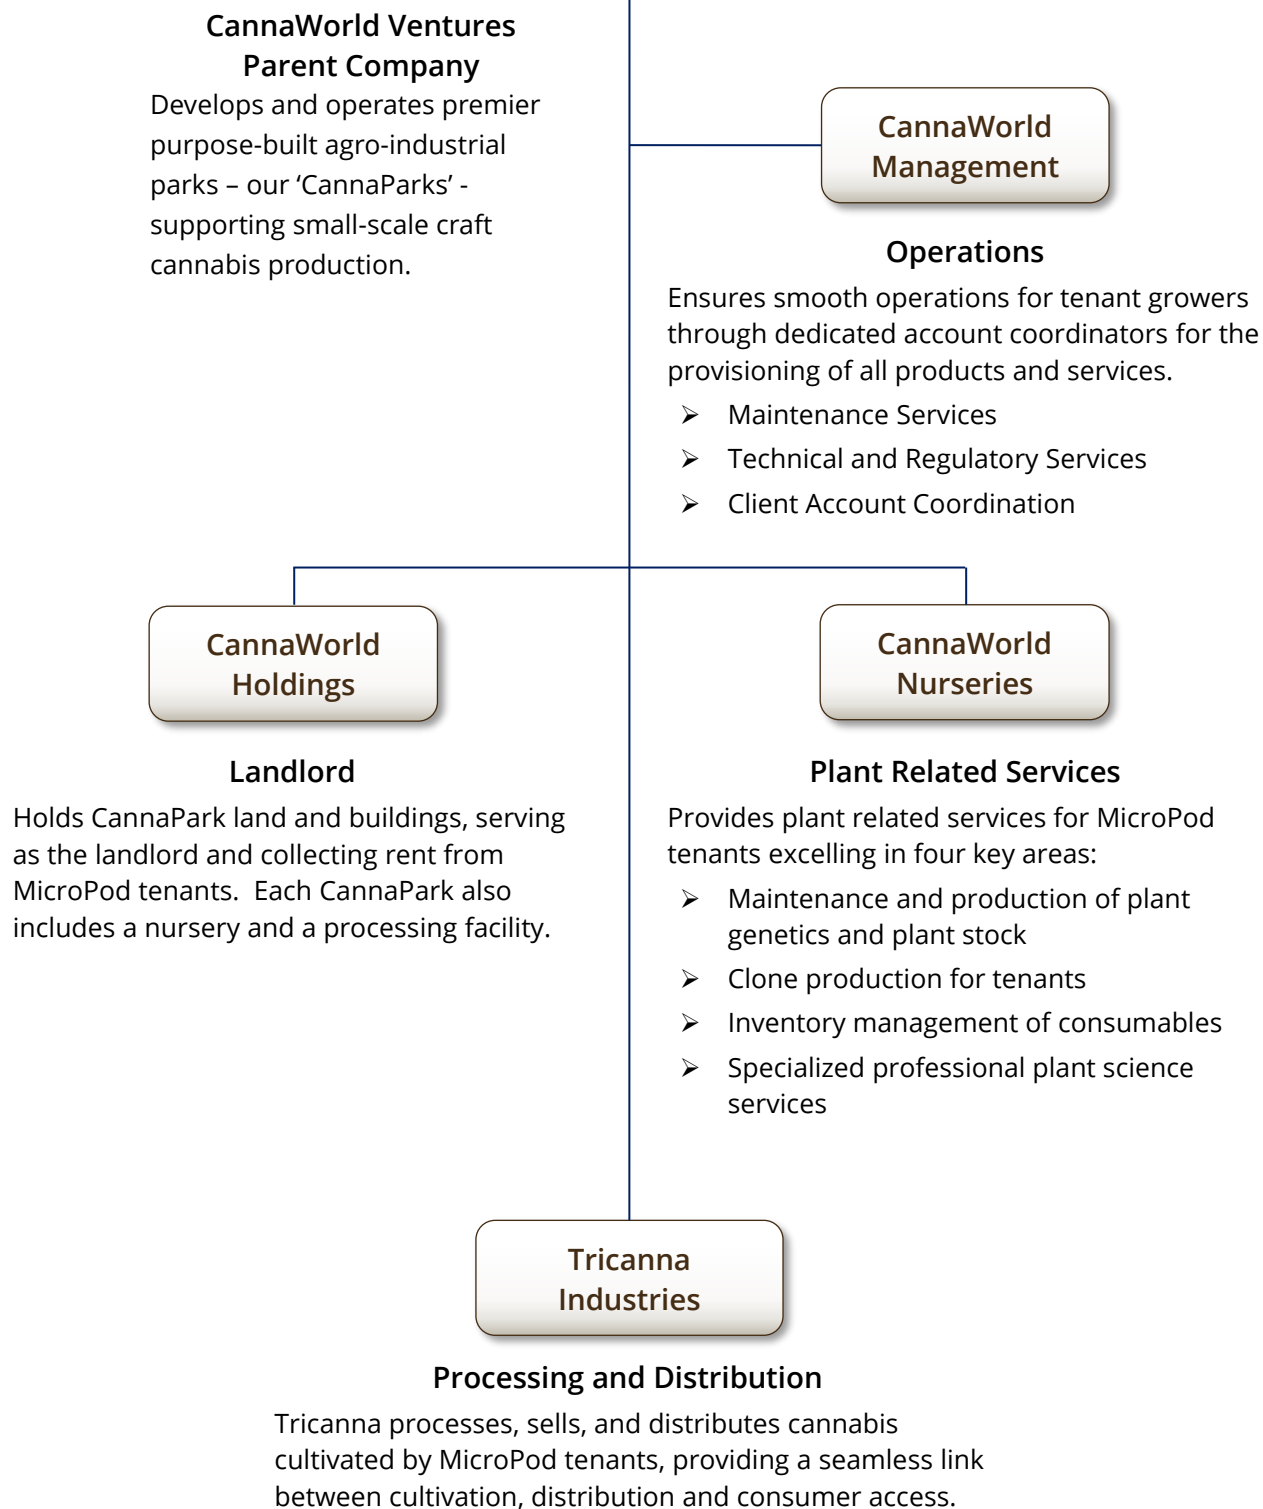 CannaWorld Ventures
Parent Company
Develops and operates premier
purpose-built agro-industrial
parks – our ‘CannaParks’ -
supporting small-scale craft
cannabis production.
CannaWorld
Management
Operations
Ensures smooth operations for tenant growers
through dedicated account coordinators for the
provisioning of all products and services.
➢ Maintenance Services
➢ Technical and Regulatory Services
➢ Client Account Coordination
CannaWorld
Holdings
Landlord
Holds CannaPark land and buildings, serving
as the landlord and collecting rent from
MicroPod tenants.  Each CannaPark also
includes a nursery and a processing facility.
CannaWorld
Nurseries
Plant Related Services
Provides plant related services for MicroPod
tenants excelling in four key areas:
➢ Maintenance and production of plant
genetics and plant stock
➢ Clone production for tenants
➢ Inventory management of consumables
➢ Specialized professional plant science
services
Tricanna
Industries
Processing and Distribution
Tricanna processes, sells, and distributes cannabis
cultivated by MicroPod tenants, providing a seamless link
between cultivation, distribution and consumer access.